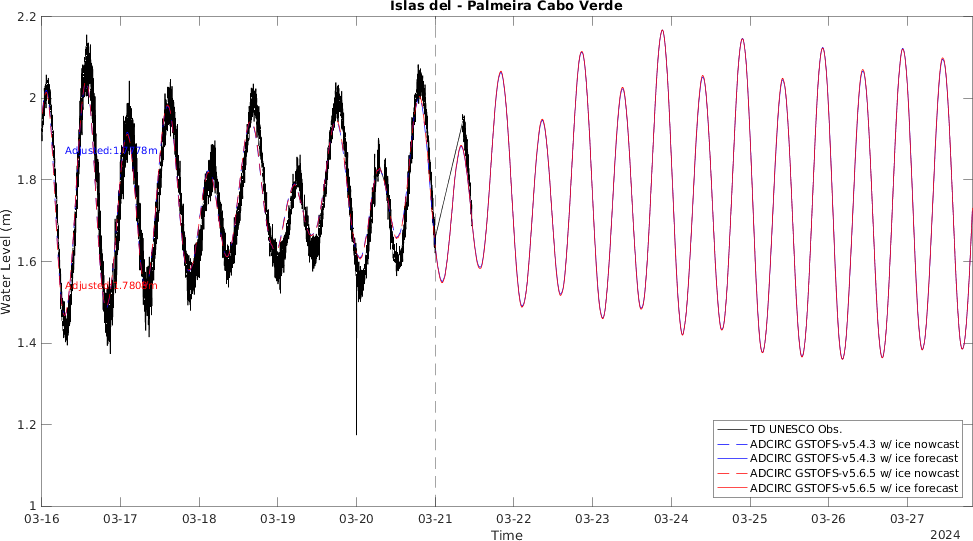 Islas del - Palmeira Cabo Verde
2.2
2
1.8
1.6
1.4
1.2
1
Water Level (m)
Adjusted:
Adjusted:
03-16 03-17 03-18 03-19 03-20 03-21 03-22 03-23 03-24 03-25 03-26 03-27
Time
2024
TD UNESCO Obs.
ADCIRC GSTOFS-v5.4.3 w/ ice nowcast
ADCIRC GSTOFS-v5.4.3 w/ ice forecast
ADCIRC GSTOFS-v5.6.5 w/ ice nowcast
ADCIRC GSTOFS-v5.6.5 w/ ice forecast